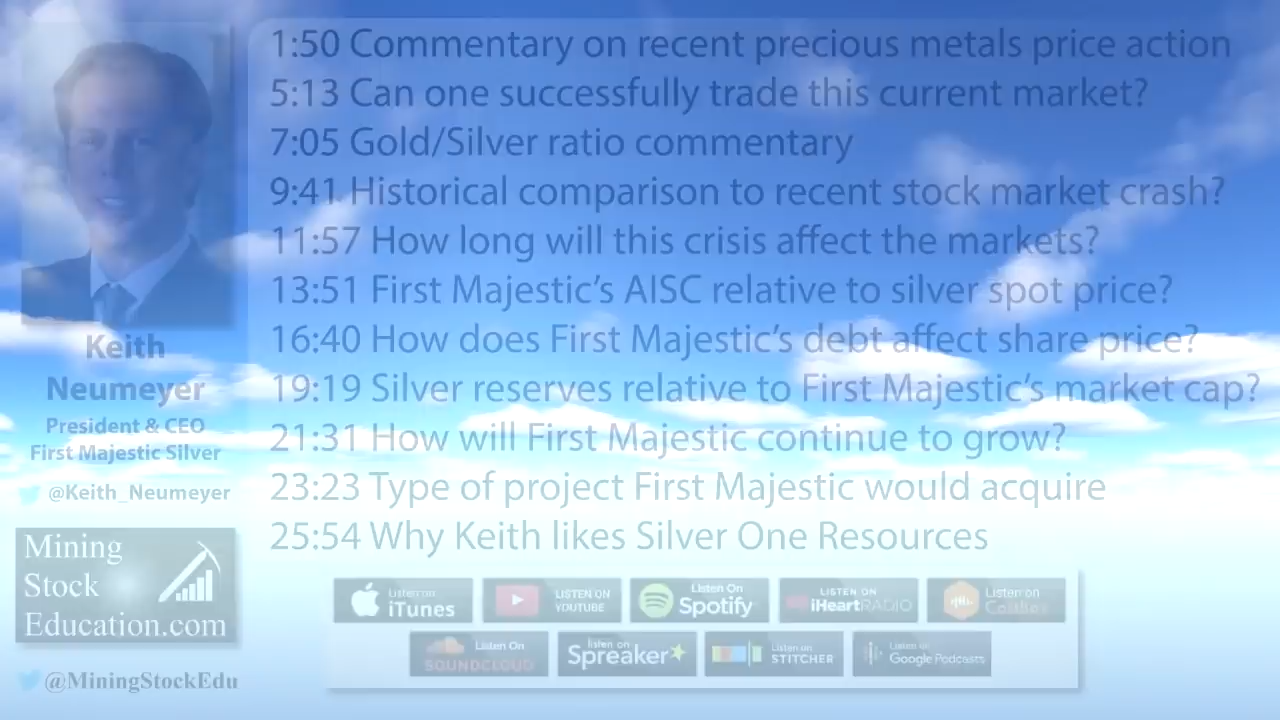 1:50 Commentary on recent precious metals price action
5:13 Can one successfully trade this current market?
7:05 Gold/Silver ratio commentary
9:41 Historical comparison to recent stock market crash?
11:57 How long will this crisis affect the markets?
13:51 First Majestic’s AISC relative to silver spot price?
16:40 How does First Majestic’s debt affect share price?
19:19 Silver reserves relative to First Majestic’s market cap?
21:31 How will First Majestic continue to grow?
23:23 Type of project First Majestic would acquire
25:54 Why Keith likes Silver One Resources
Keith
Neumeyer
President & CEO
First Majestic Silver
@Keith_Neumeyer
Mining
Stock
Education.com
@MiningStockEdu
Listen on
iTunes
LISTEN ON
YOUTUBE
Listen On
Spotify
LISTEN ON
iHeartRADIO
Listen on
CastBox
Listen On
SOUNDCLOUD
listen on
Spreaker
Listen on
STITCHER
Listen on
Google Podcasts